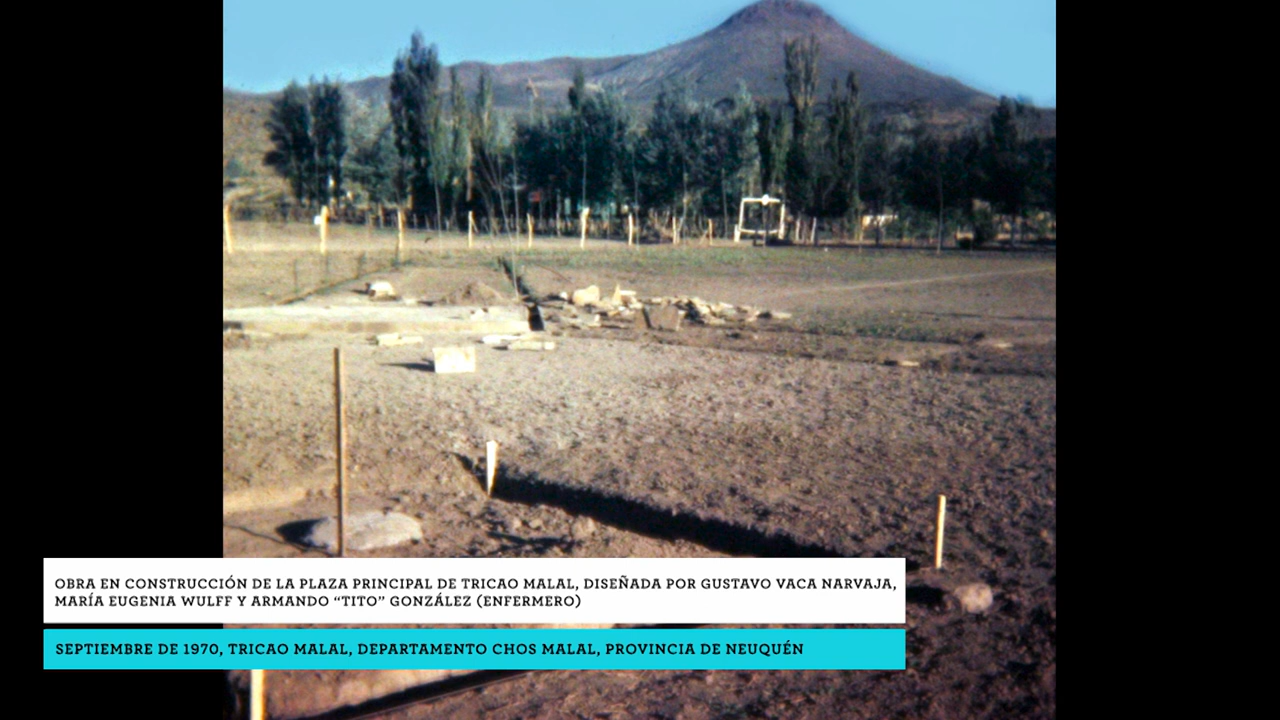 OBRA EN CONSTRUCCIÓN DE LA PLAZA PRINCIPAL DE TRICAO MALAL, DISEÑADA POR GUSTAVO VACA NARVAJA,
MARÍA EUGENIA WULFF Y ARMANDO “TITO” GONZÁLEZ (ENFERMERO)
SEPTIEMBRE DE 1970, TRICAO MALAL, DEPARTAMENTO CHOS MALAL, PROVINCIA DE NEUQUÉN